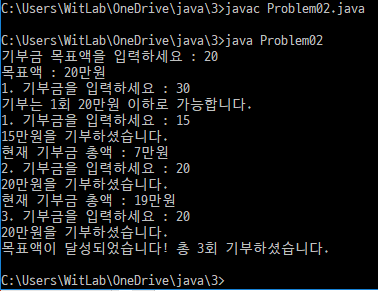 C:\Users\WitLab\OneDrive\java\3>javac Problem02.java
C:\Users\WitLab\OneDrive\java\3>java Problem02
기부금 목표액을 입력하세요 : 20
목표액 : 20만원
1. 기부금을 입력하세요 : 30
기부는 1회 20만원 이하로 가능합니다.
1. 기부금을 입력하세요 : 15
15만원을 기부하셨습니다.
현재 기부금 총액 : 7만원
2. 기부금을 입력하세요 : 20
20만원을 기부하셨습니다.
현재 기부금 총액 : 19만원
3. 기부금을 입력하세요 : 20
20만원을 기부하셨습니다.
목표액이 달성되었습니다! 총 3회 기부하셨습니다.
C:\Users\WitLab\OneDrive\java\3>